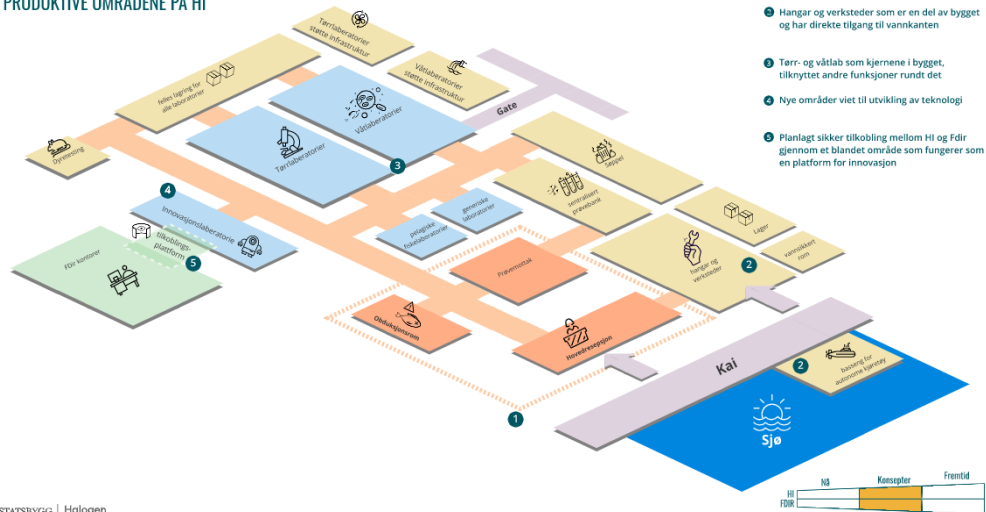 PRODUKTIVE OMRÅDENE PÅ HI
2 Hangar og verksteder som er en del av bygget
og har direkte tilgang til vannkanten
3 Tørr- og våtlab som kjernene i bygget,
tilknyttet andre funksjoner rundt det
4 Nye områder viet til utvikling av teknologi
5 Planlagt sikker tilkobling mellom HI og Fdir
gjennom et blandet område som fungerer som
en platform for innovasjon
Tørrlaboratorier
støtte infrastruktur
Våtlaboratorier
støtte infrastruktur
felles lagring for
alle laboratorier
Gate
Våtlaboratorier
Tørrlaboratorier
3
Dyretesting
Søppel
sentralisert
prøvebank
Lager
vannsikkert
rom
4
Innovasjonslaboratorie
generiske
laboratorier
pelagiske
fiskelaboratorier
tilkoblings-
plattform
5
FDir kontorer
Prøvemottak
hangar og
verksteder
2
Obduksjonsrom
Hovedresepsjon
Kai
2
basseng for
autonome kjøretøy
1
Sjø
Nå
Konsepter
Fremtid
HI
FDIR
STATSBYGG | Halogen